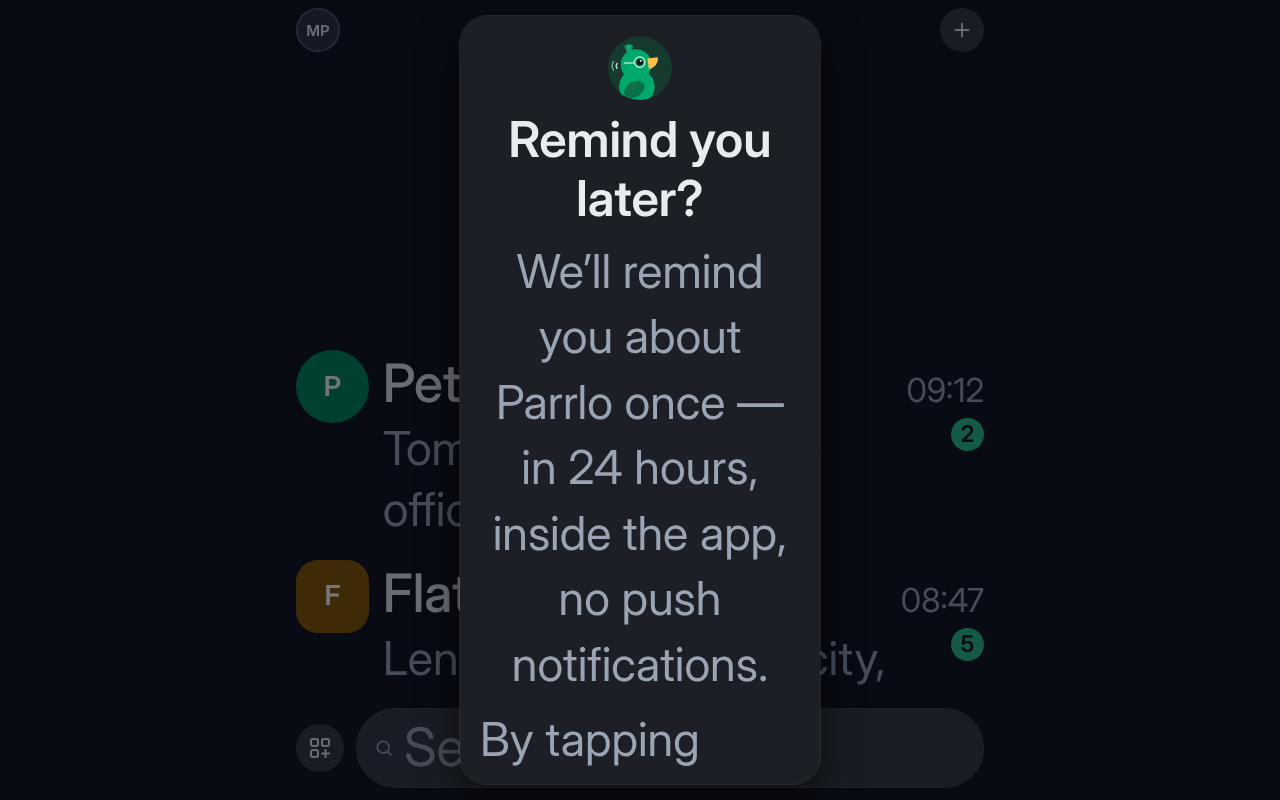 MP
Remind you
later?
We’ll remind
you about
Parrlo once —
in 24 hours,
inside the app,
no push
notifications.
By tapping
P
Pet
09:12
2
Tom
offic
F
Flat
08:47
5
Len
city,
Se